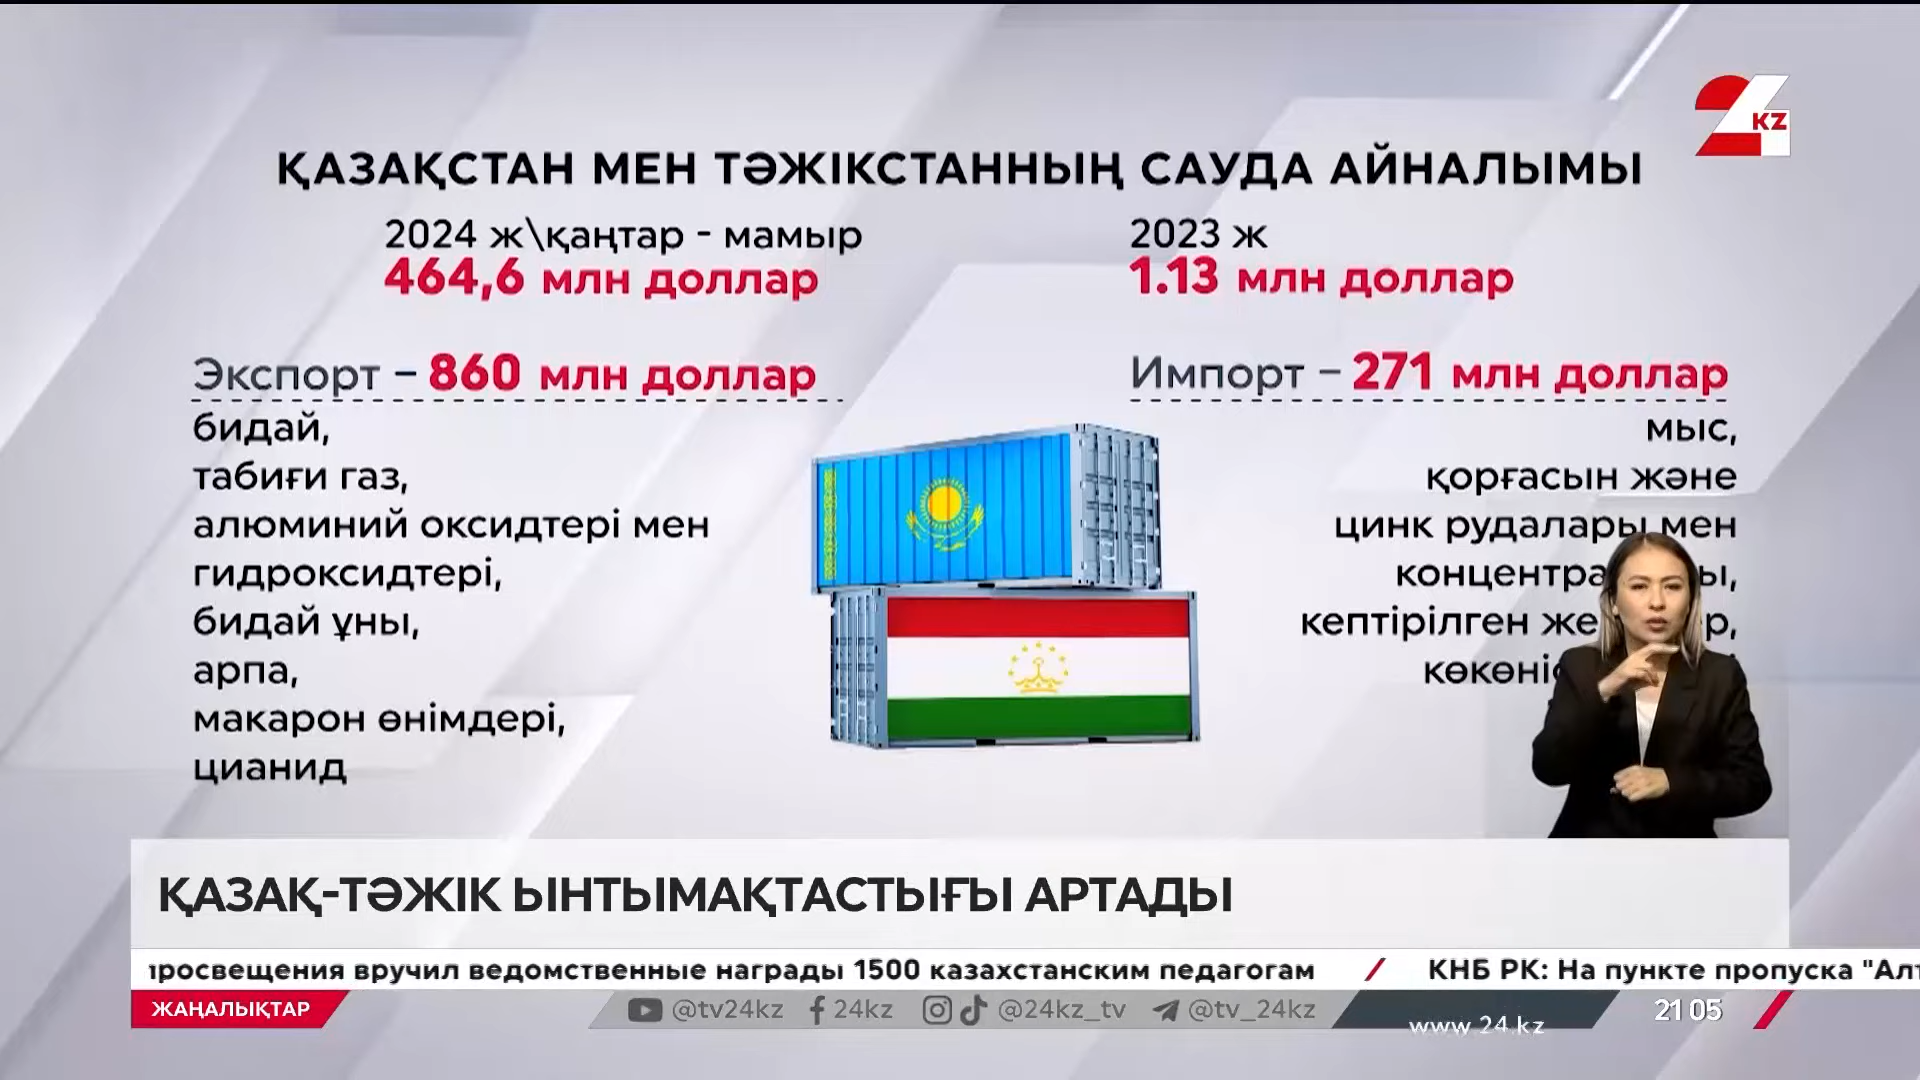 24 KZ
ҚАЗАҚСТАН МЕН ТӘЖІКСТАННЫҢ САУДА АЙНАЛЫМЫ
2024 ж\қаңтар - мамыр
464,6 млн доллар
2023 ж
1.13 млн доллар
Экспорт – 860 млн доллар
бидай,
табиғи газ,
алюминий оксидтері мен
гидроксидтері,
бидай ұны,
арпа,
макарон өнімдері,
цианид
Импорт – 271 млн доллар
мыс,
қорғасын және
цинк рудалары мен
кептірілген
ҚАЗАҚ-ТӘЖІК ЫНТЫМАҚТАСТЫҒЫ АРТАДЫ
вручил ведомственные награды 1500 казахстанским педагогам / КНБ РК: На пункте пропуска
ЖАҢАЛЫҚТАР
@tv24kz 24kz @24kz_tv @tv_24kz
www.24.kz
21 05